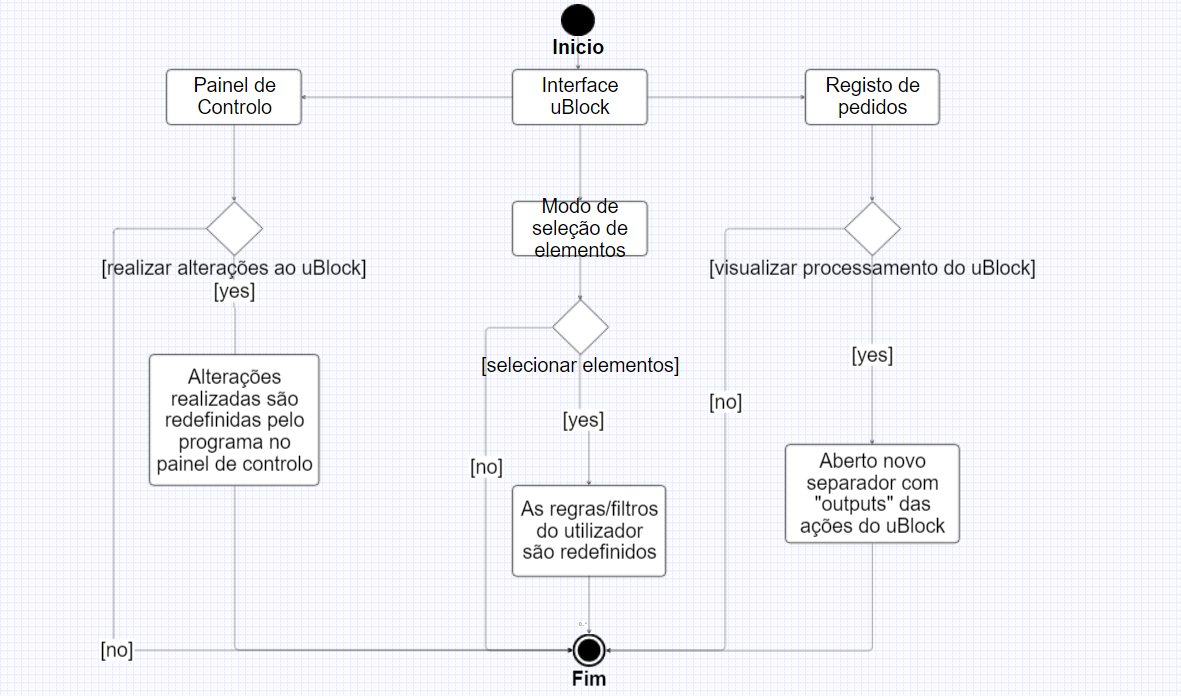 Inicio
Painel de
Controlo
Interface
uBlock
Registo de
pedidos
Modo de
seleção de
elementos
[realizar alterações ao uBlock]
[yes]
[visualizar processamento do uBlock]
[selecionar elementos]
[yes]
Alterações
realizadas são
redefinidas pelo
programa no
painel de controlo
[no]
[yes]
[no]
Aberto novo
separador com
"outputs" das
ações do uBlock
As regras/filtros
do utilizador
são redefinidos
[no]
Fim